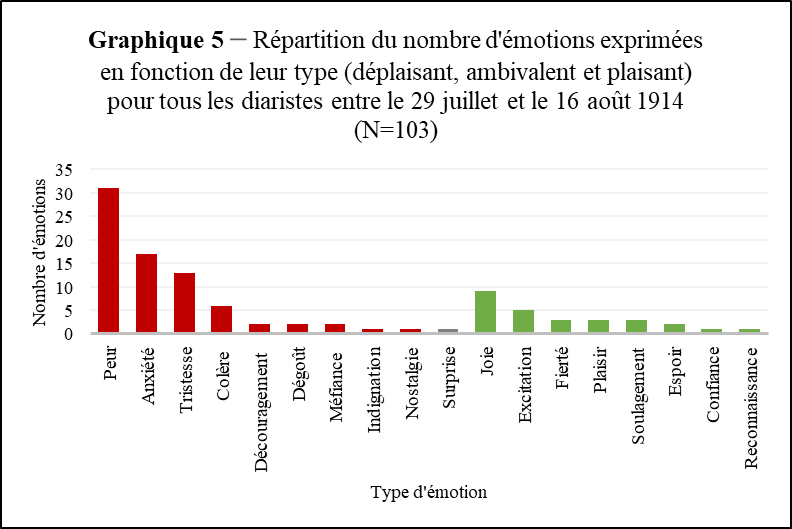 Graphique 5 — Répartition du nombre d'émotions exprimées
en fonction de leur type (déplaisant, ambivalent et plaisant)
pour tous les diaristes entre le 29 juillet et le 16 août 1914
(N=103)
Nombre d'émotions
35
30
25
20
15
10
5
0
Peur
Anxiété
Tristesse
Colère
Découragement
Dégoût
Méfiance
Indignation
Nostalgie
Surprise
Joie
Excitation
Fierté
Plaisir
Soulagement
Espoir
Confiance
Reconnaissance
Type d'émotion